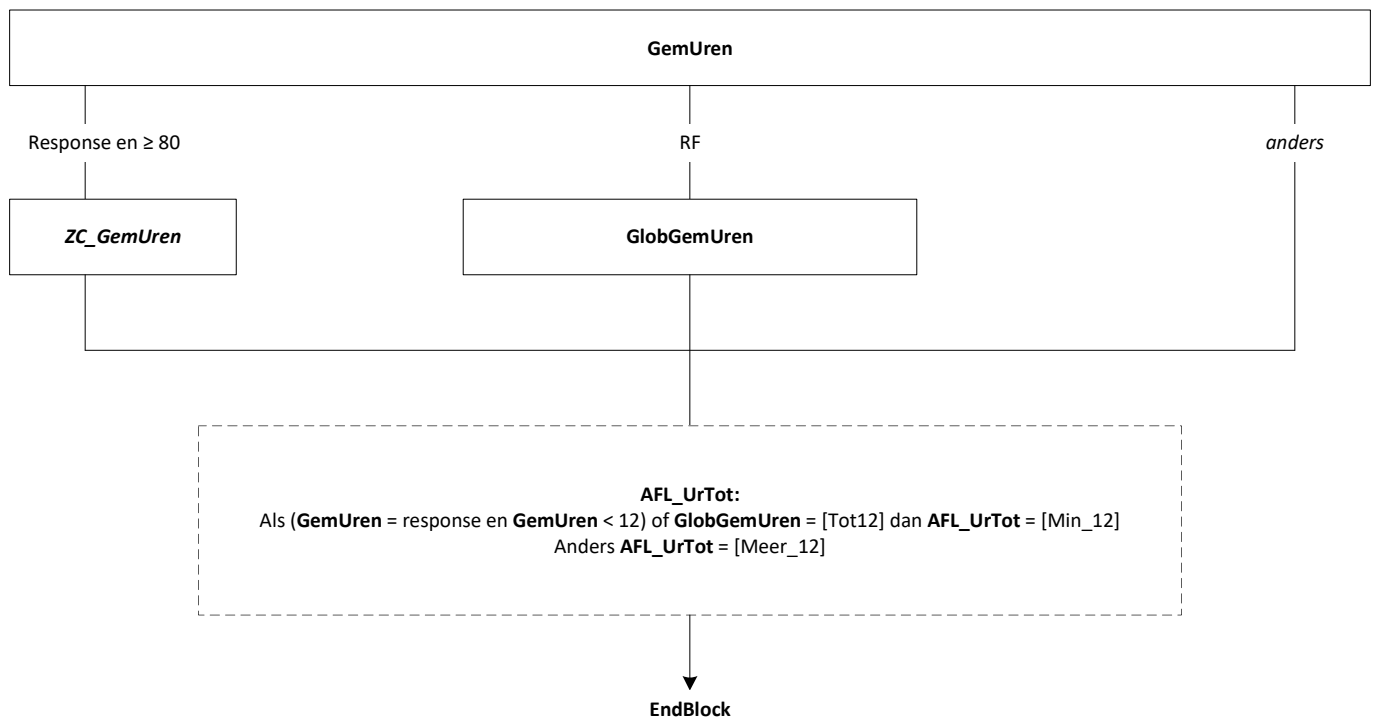 GemUren
Response en ≥ 80
RF
anders
ZC_GemUren
GlobGemUren
AFL_UrTot:
Als (GemUren = response en GemUren < 12) of GlobGemUren = [Tot12] dan AFL_UrTot = [Min_12]
Anders AFL_UrTot = [Meer_12]
EndBlock